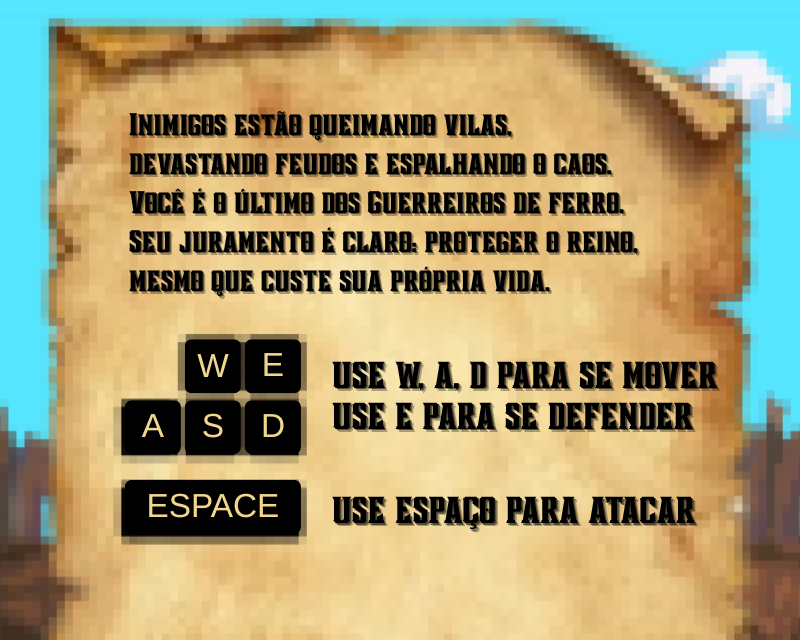 Inimigos estão queimando vilas,
devastando feudos e espalhando o caos.
Você é o último dos Guerreiros de Ferro.
Seu juramento é claro: proteger o reino,
mesmo que custe sua própria vida.
W E
A S D
USE W, A, D PARA SE MOVER
USE E PARA SE DEFENDER
ESPACE
USE ESPAÇO PARA ATACAR